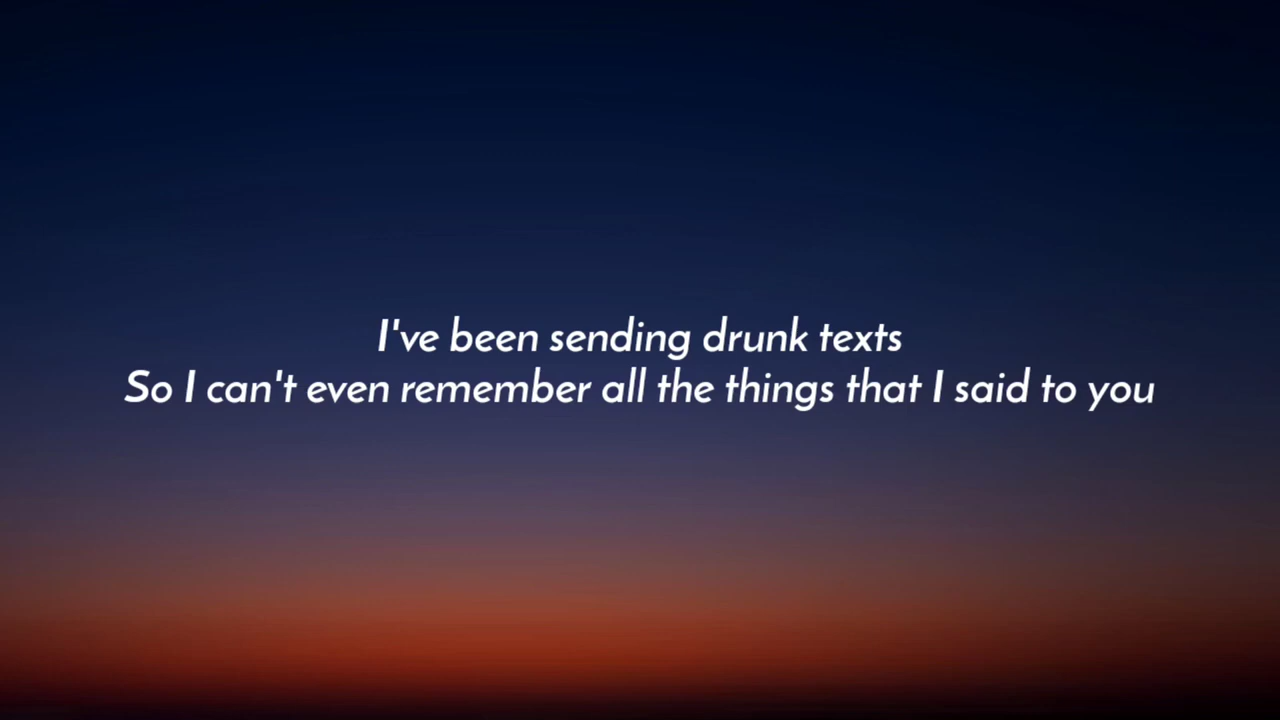 I've been sending drunk texts
So I can't even remember all the things that I said to you